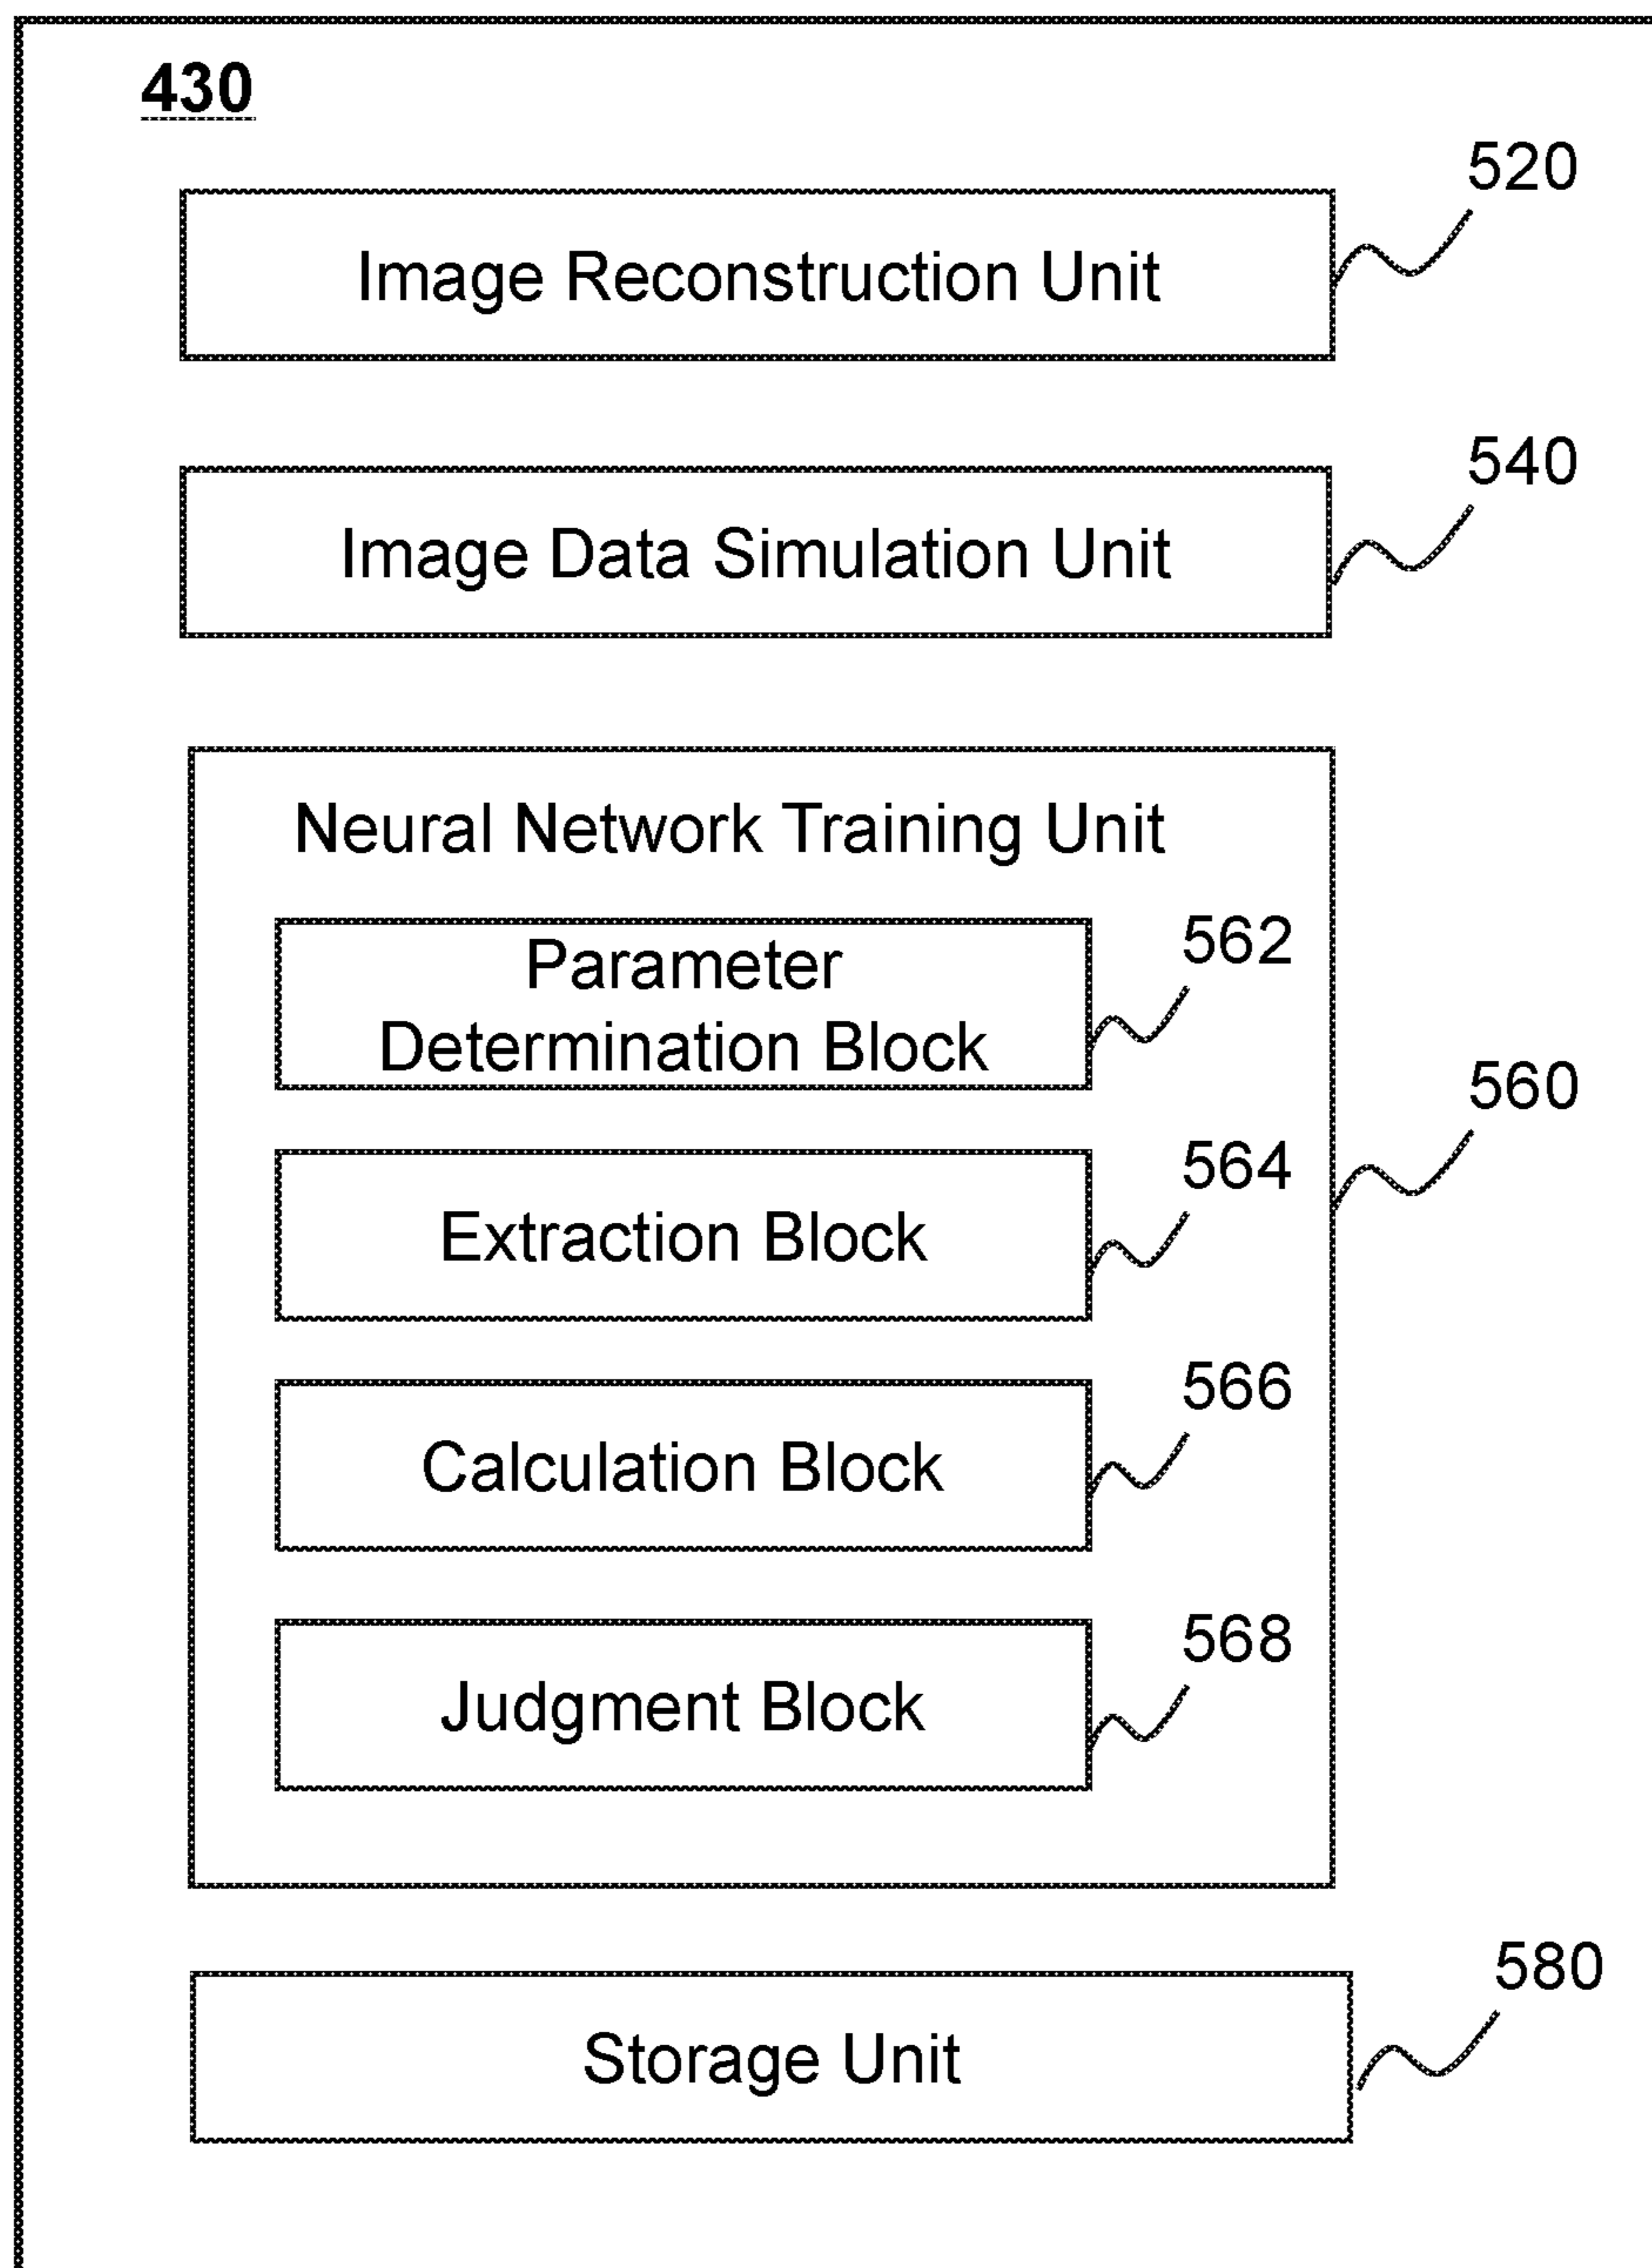 430
520
Image Reconstruction Unit
540
Image Data Simulation Unit
Neural Network Training Unit
562
Parameter
Determination Block
560
564
Extraction Block
566
Calculation Block
568
Judgment Block
580
Storage Unit